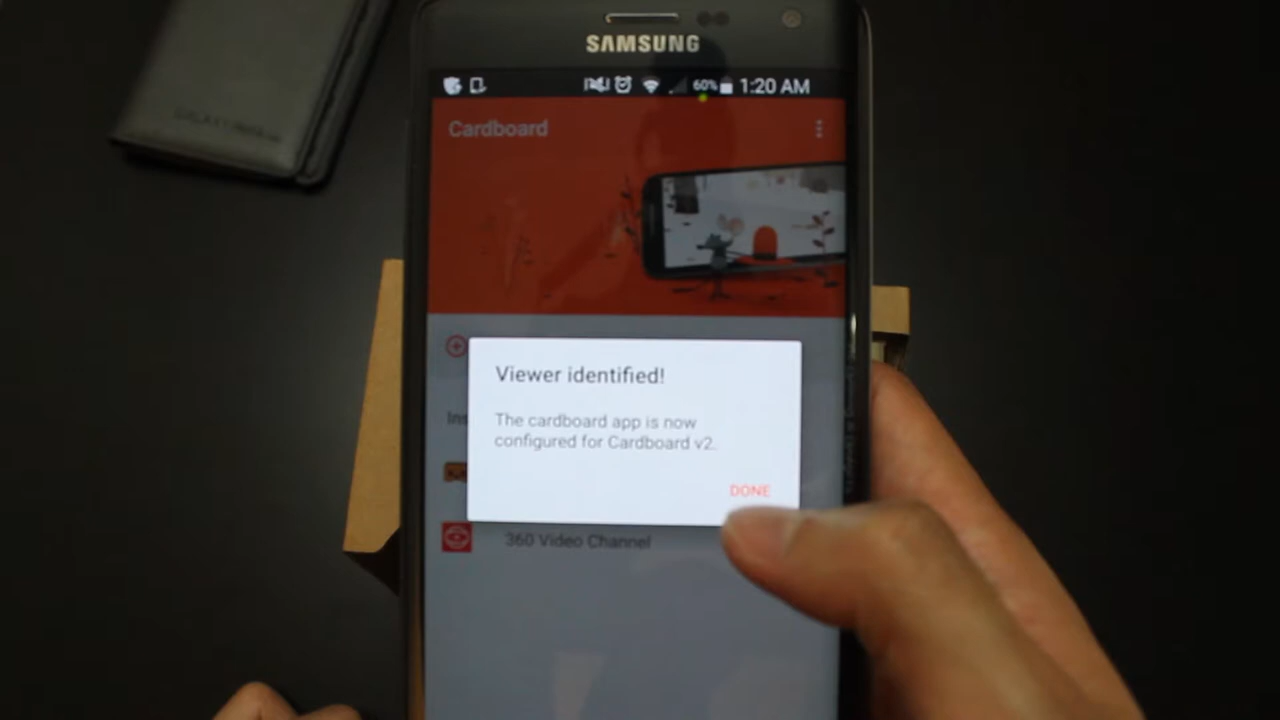 SAMSUNG
60% 1:20 AM
Cardboard
Viewer identified!
The cardboard app is now
configured for Cardboard v2.
DONE
Ins
360 Video Channel